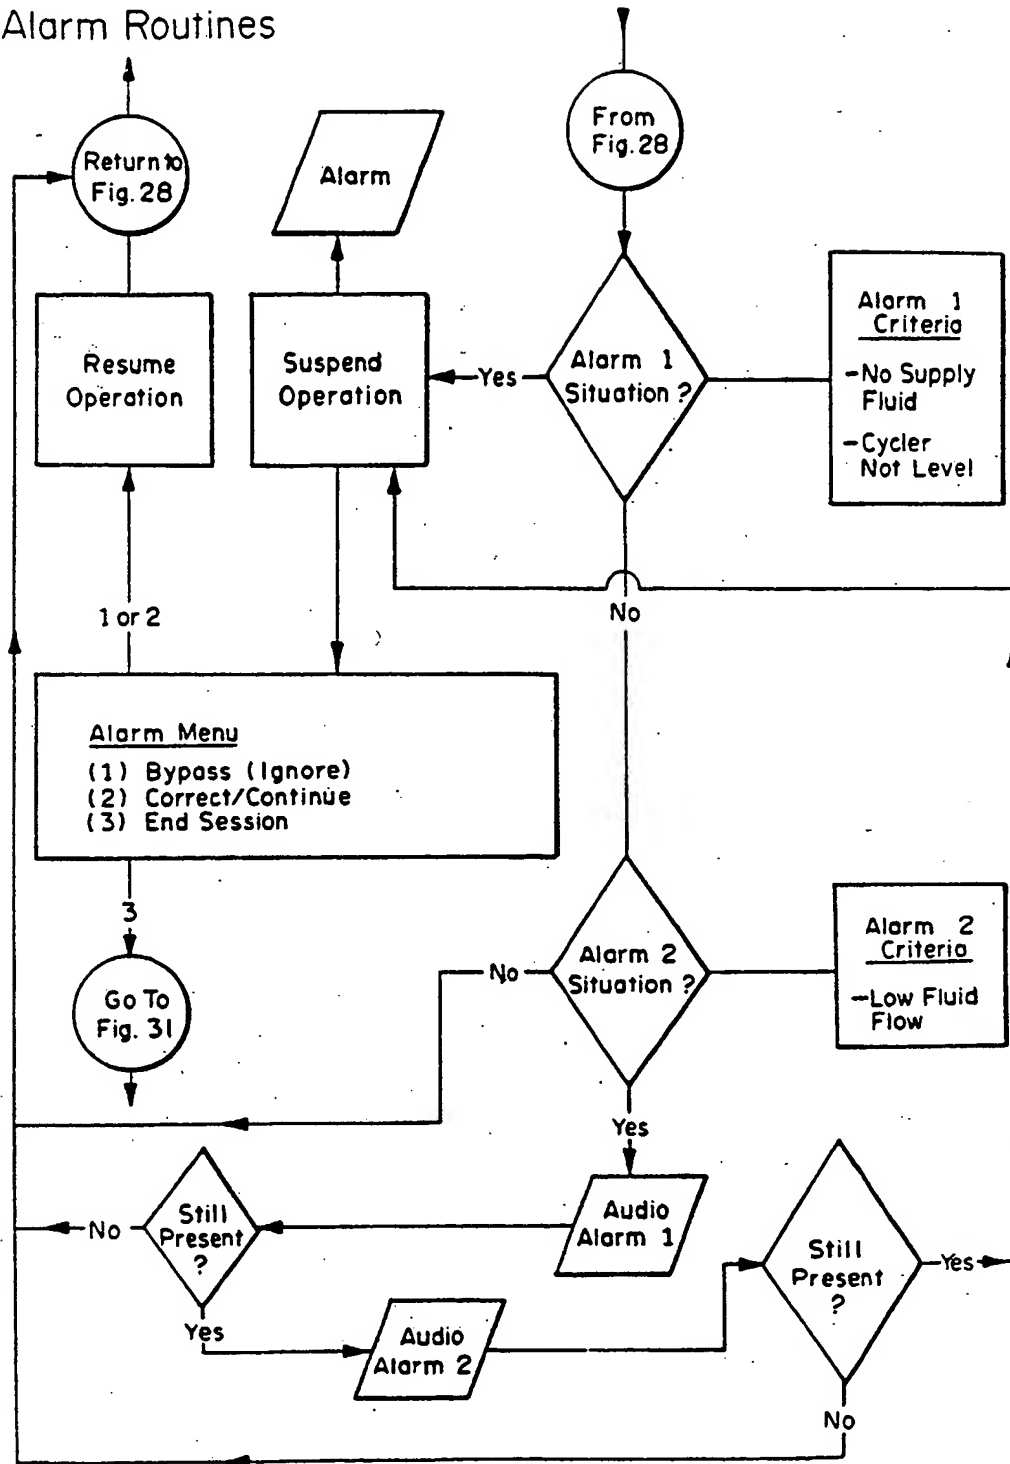 Alarm Routines
From
Fig. 28
Return to
Fig. 28
Alarm
Resume
Operation
Suspend
Operation
Yes
Alarm 1
Situation ?
Alarm 1
Criteria
-No Supply
Fluid
-Cycler
Not Level
1 or 2
No
Alarm Menu
(1) Bypass (Ignore)
(2) Correct/Continue
(3) End Session
3
Go To
Fig. 31
No
Alarm 2
Situation ?
Alarm 2
Criteria
-Low Fluid
Flow
Yes
Audio
Alarm 1
No
Still
Present
?
Yes
Audio
Alarm 2
Still
Present
?
Yes
No